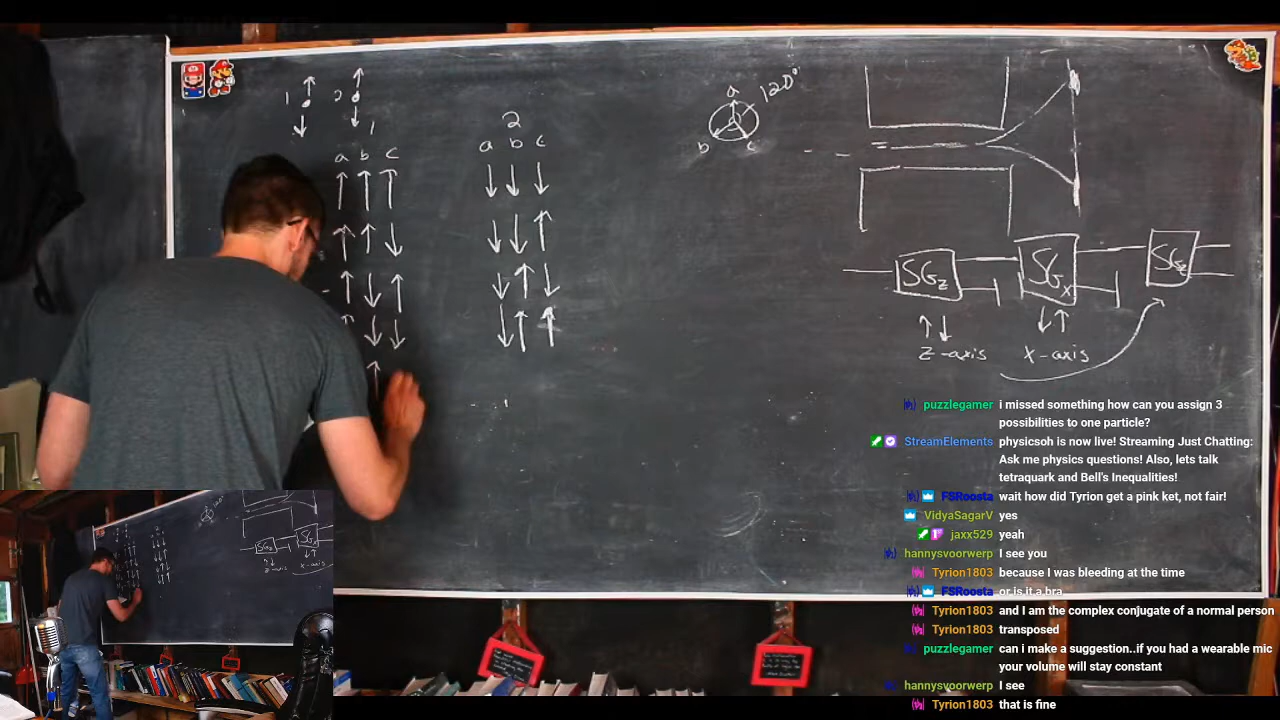 1 2
1
a b c
2
a b c
a
120°
b c
SGz SGx SGz
z-axis x-axis
puzzlegamer i missed something how can you assign 3
possibilities to one particle?
StreamElements physicsoh is now live! Streaming Just Chatting:
Ask me physics questions! Also, lets talk
tetraquark and Bell's Inequalities!
FSRoosta wait how did Tyrion get a pink ket, not fair!
VidyaSagarV yes
jaxx529 yeah
hannysvoorwerp I see you
Tyrion1803 because I was bleeding at the time
FSRoosta or is it a bra
Tyrion1803 and I am the complex conjugate of a normal person
Tyrion1803 transposed
puzzlegamer can i make a suggestion..if you had a wearable mic
your volume will stay constant
hannysvoorwerp I see
Tyrion1803 that is fine